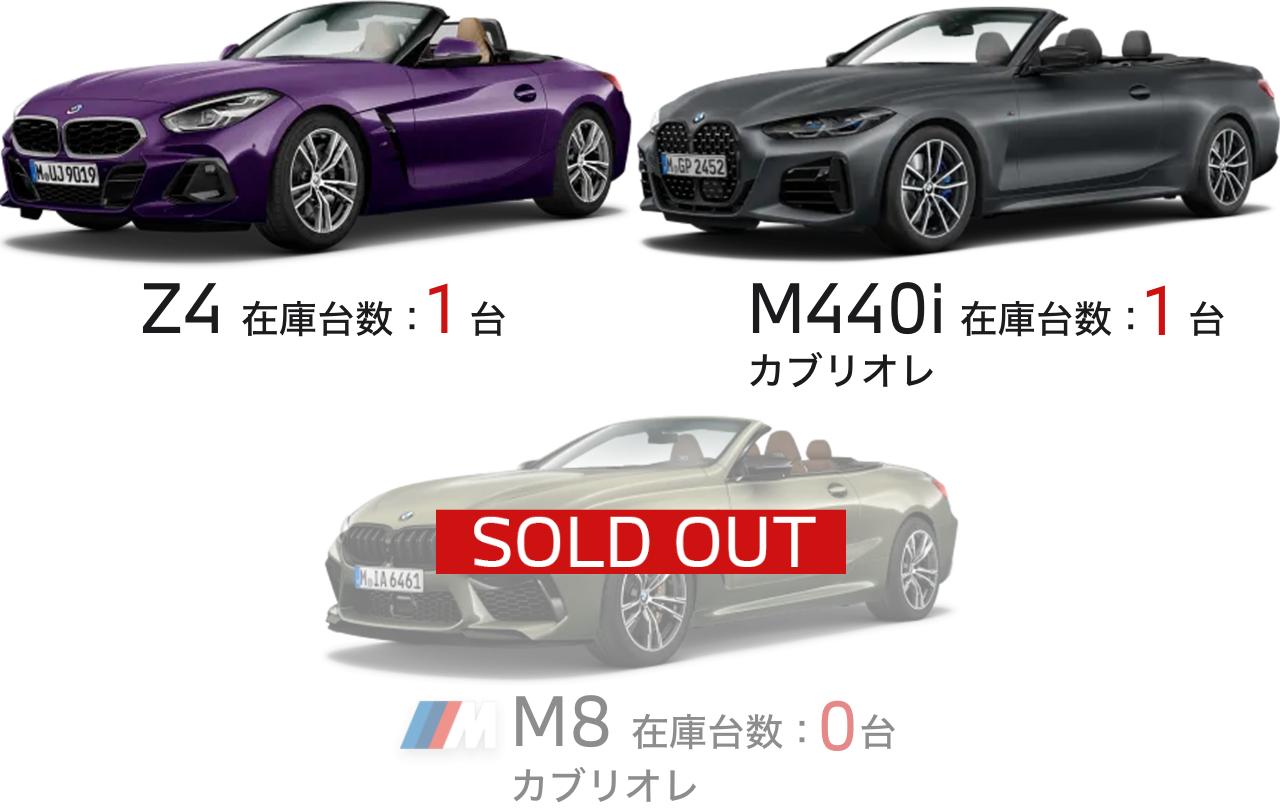 M UJ 9019
M GP 2452
Z4 在庫台数：1台
M440i 在庫台数：1台
カブリオレ
SOLD OUT
M IA 6461
M M8 在庫台数：0台
カブリオレ